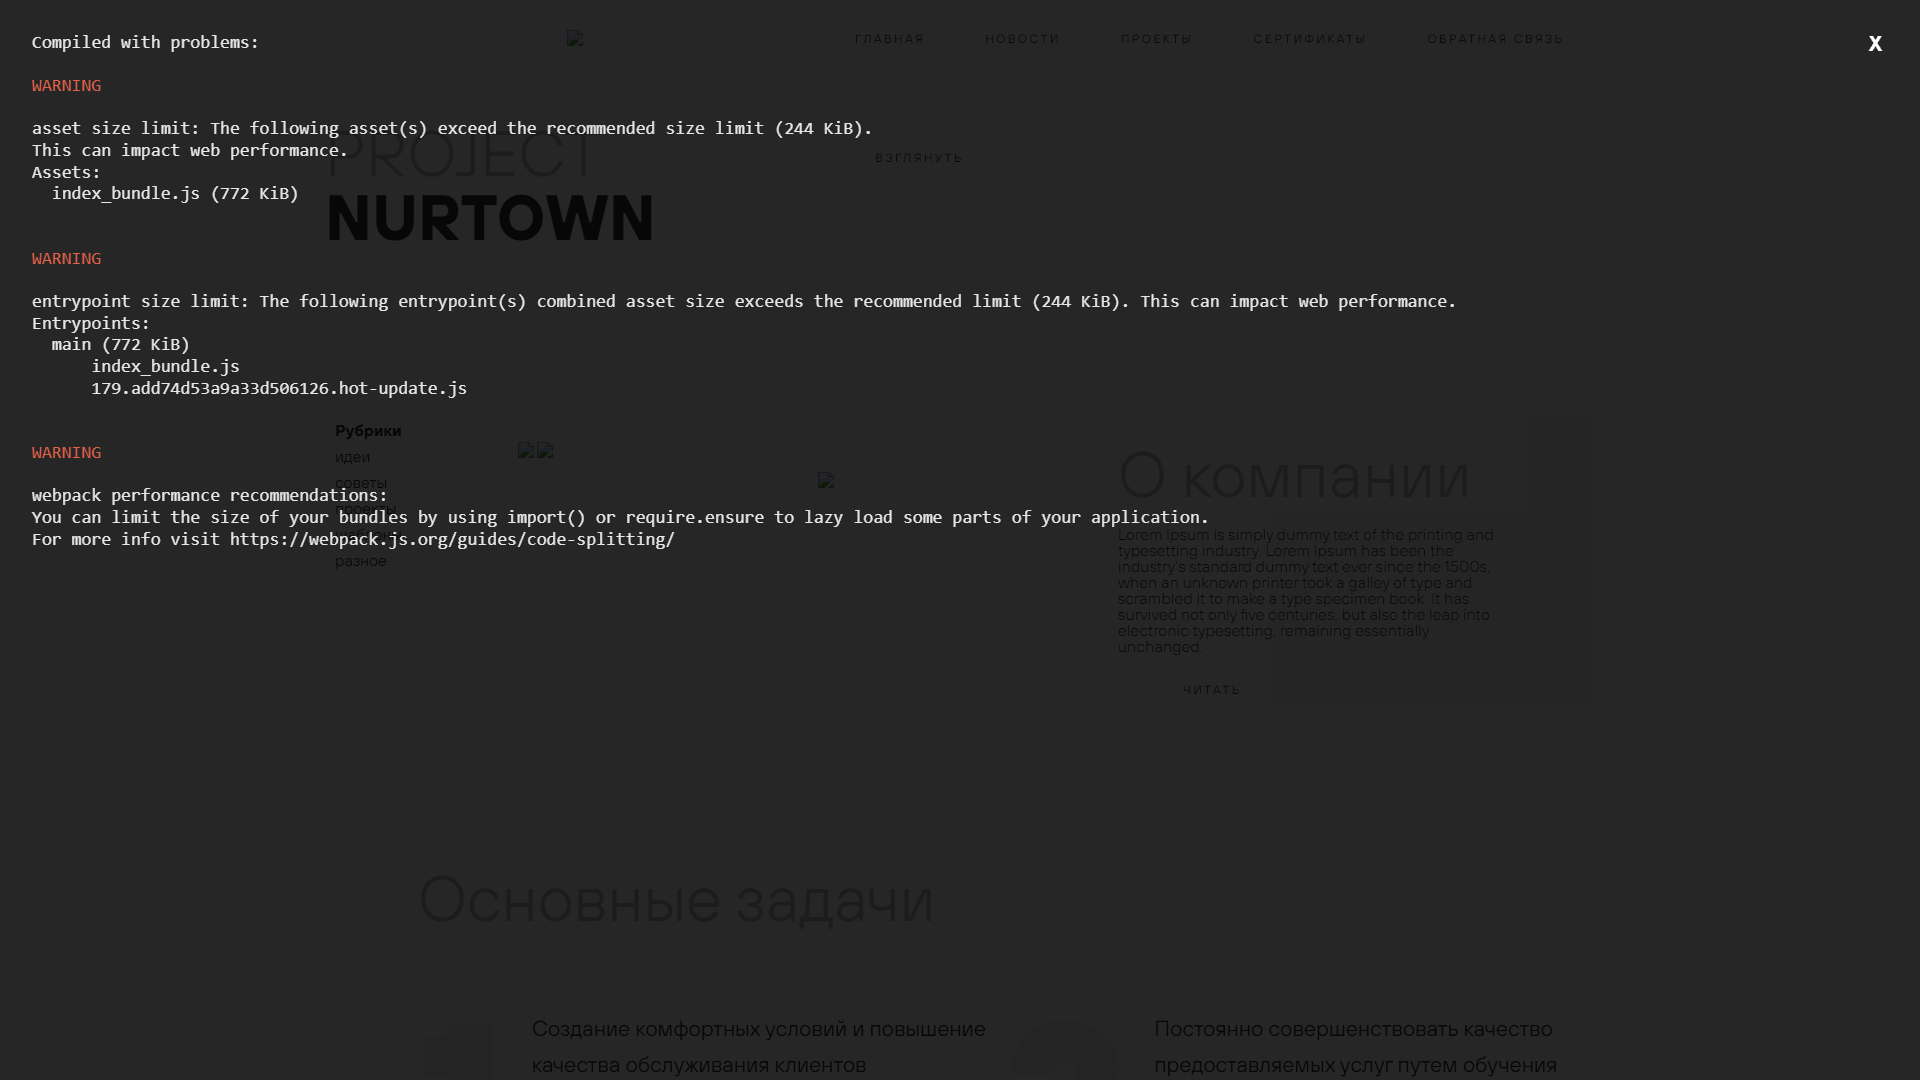 Compiled with problems:
X
ГЛАВНАЯ
НОВОСТИ
ПРОЕКТЫ
СЕРТИФИКАТЫ
ОБРАТНАЯ СВЯЗЬ
WARNING
asset size limit: The following asset(s) exceed the recommended size limit (244 KiB).
This can impact web performance.
Assets:
index_bundle.js (772 KiB)
PROJECT
NURTOWN
ВЗГЛЯНУТЬ
WARNING
entrypoint size limit: The following entrypoint(s) combined asset size exceeds the recommended limit (244 KiB). This can impact web performance.
Entrypoints:
main (772 KiB)
index_bundle.js
179.add74d53a9a33d506126.hot-update.js
WARNING
webpack performance recommendations:
You can limit the size of your bundles by using import() or require.ensure to lazy load some parts of your application.
For more info visit https://webpack.js.org/guides/code-splitting/
Рубрики
идеи
советы
проекты
разное
О компании
Lorem Ipsum is simply dummy text of the printing and
typesetting industry. Lorem Ipsum has been the
industry's standard dummy text ever since the 1500s,
when an unknown printer took a galley of type and
scrambled it to make a type specimen book. It has
survived not only five centuries, but also the leap into
electronic typesetting, remaining essentially
unchanged.
ЧИТАТЬ
Основные задачи
Создание комфортных условий и повышение
качества обслуживания клиентов
Постоянно совершенствовать качество
предоставляемых услуг путем обучения